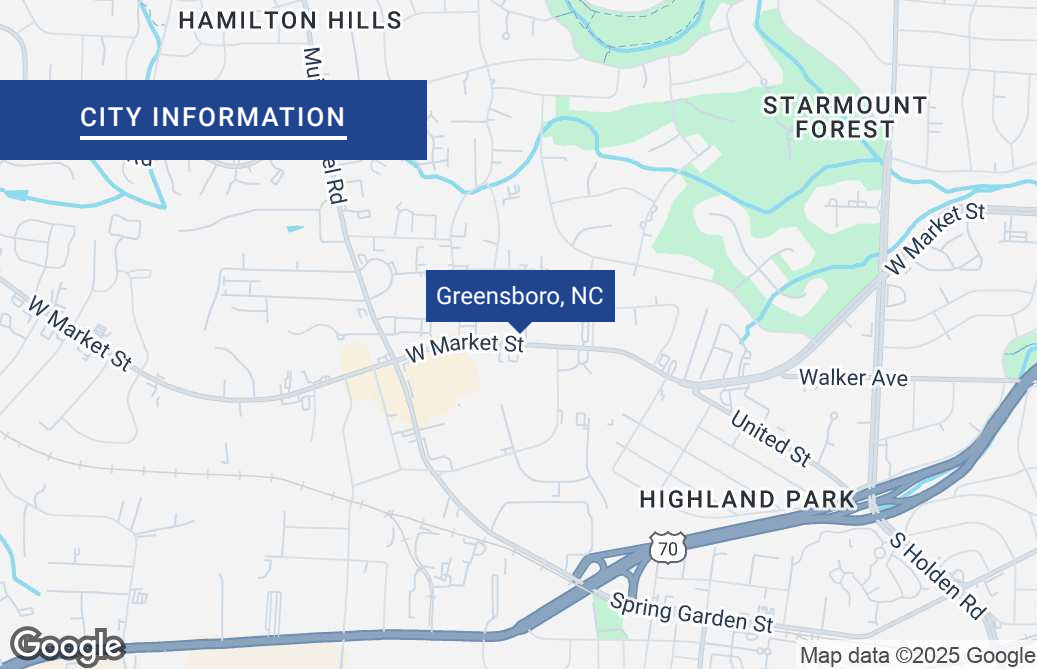 HAMILTON HILLS
STARMOUNT
FOREST
CITY INFORMATION
W Market St
Greensboro, NC
W Market St
W Market St
Walker Ave
United St
HIGHLAND PARK
70
S Holden Rd
Spring Garden St
Google
Map data ©2025 Google